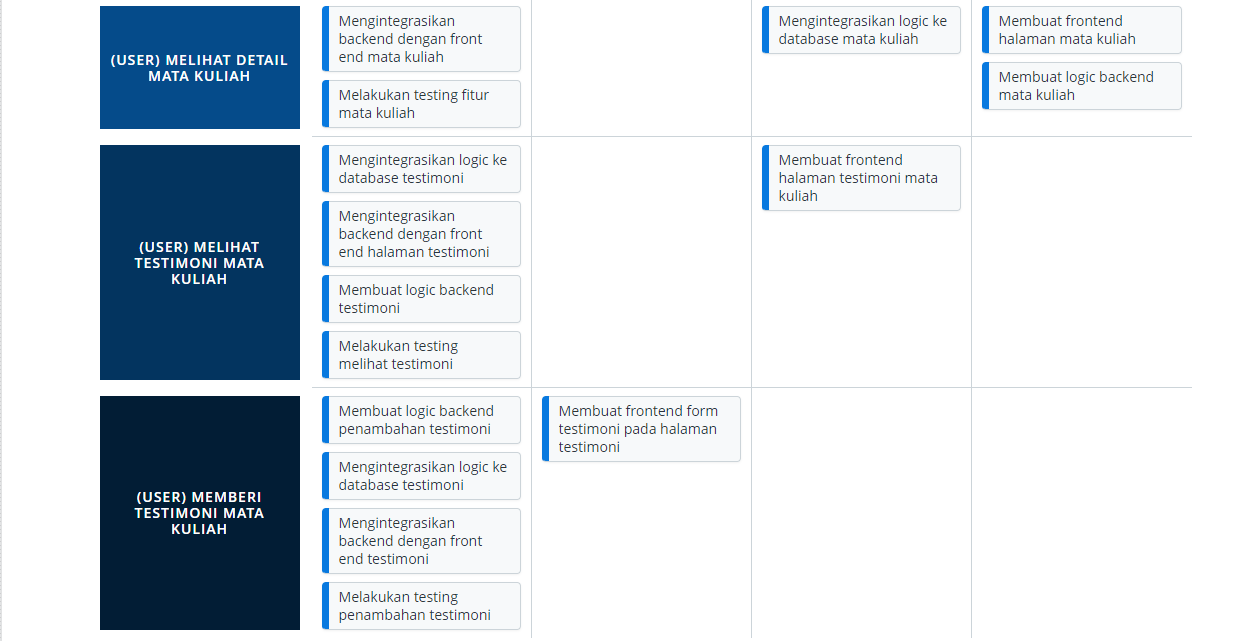 (USER) MELIHAT DETAIL
MATA KULIAH
Mengintegrasikan
backend dengan front
end mata kuliah
Melakukan testing fitur
mata kuliah
Mengintegrasikan logic ke
database mata kuliah
Membuat frontend
halaman mata kuliah
Membuat logic backend
mata kuliah
(USER) MELIHAT
TESTIMONI MATA
KULIAH
Mengintegrasikan logic ke
database testimoni
Mengintegrasikan
backend dengan front
end halaman testimoni
Membuat logic backend
testimoni
Melakukan testing
melihat testimoni
Membuat frontend
halaman testimoni mata
kuliah
(USER) MEMBERI
TESTIMONI MATA
KULIAH
Membuat logic backend
penambahan testimoni
Mengintegrasikan logic ke
database testimoni
Mengintegrasikan
backend dengan front
end testimoni
Melakukan testing
penambahan testimoni
Membuat frontend form
testimoni pada halaman
testimoni